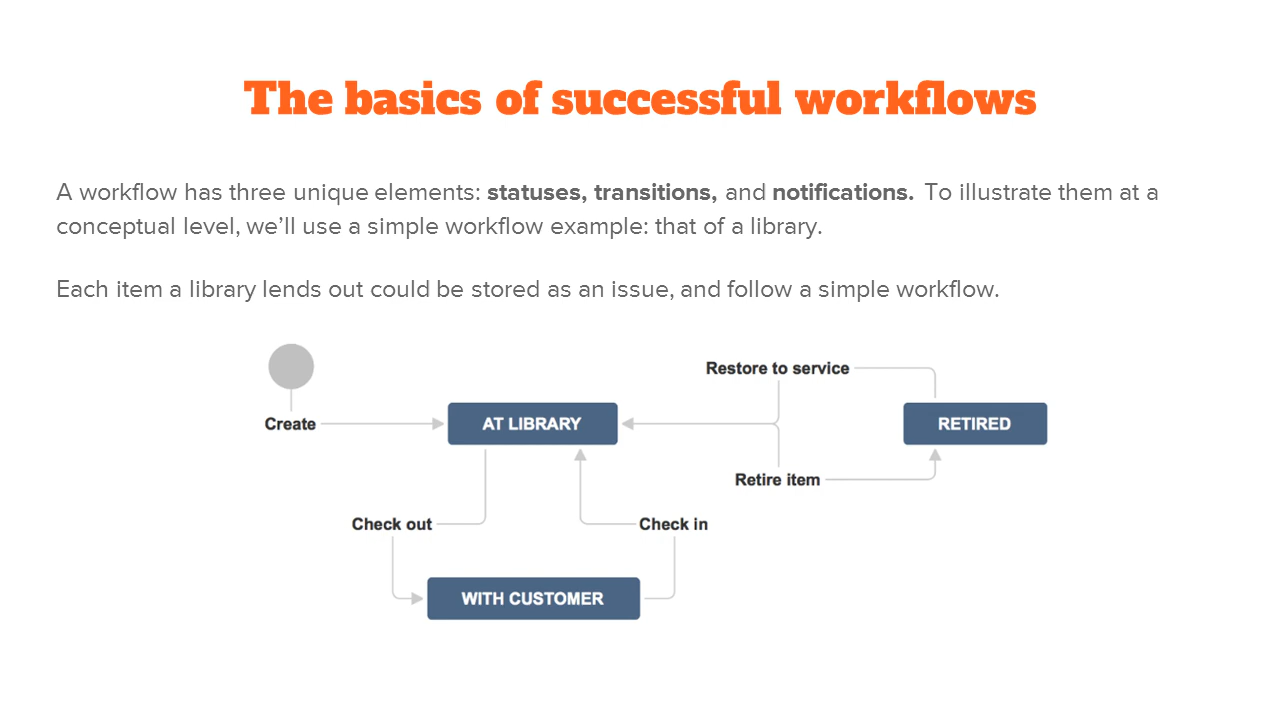 The basics of successful workflows
A workflow has three unique elements: statuses, transitions, and notifications. To illustrate them at a
conceptual level, we’ll use a simple workflow example: that of a library.
Each item a library lends out could be stored as an issue, and follow a simple workflow.
Restore to service
Create
AT LIBRARY
RETIRED
Retire item
Check out
Check in
WITH CUSTOMER